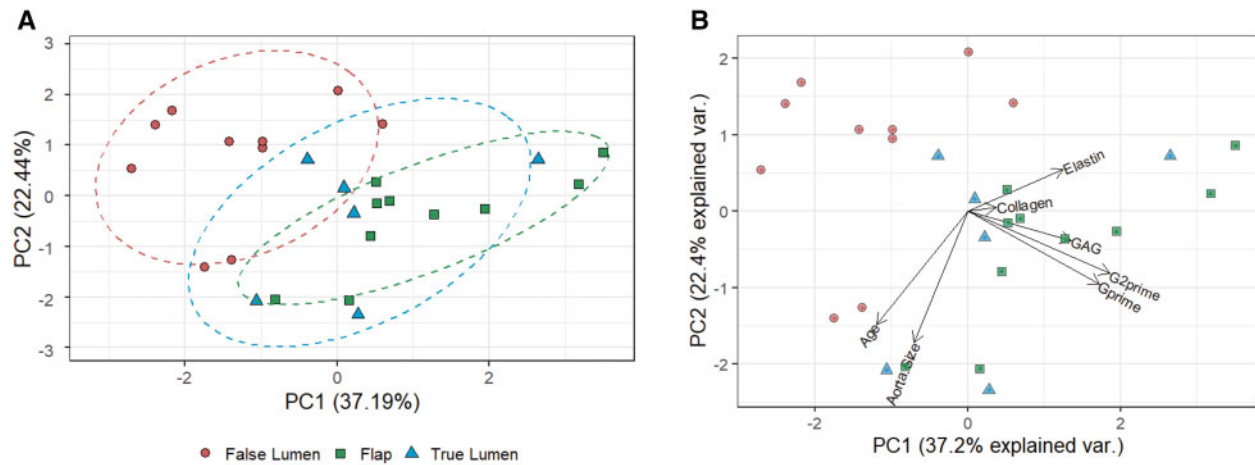 A
PC2 (22.44%)
3
2
1
0
-1
-2
-3
-2
0
2
PC1 (37.19%)
False Lumen
Flap
True Lumen
B
PC2 (22.4% explained var.)
2
1
0
-1
-2
Elastin
Collagen
GAG
G2prime
Gprime
Age
Aorta.Size
-2
0
2
PC1 (37.2% explained var.)